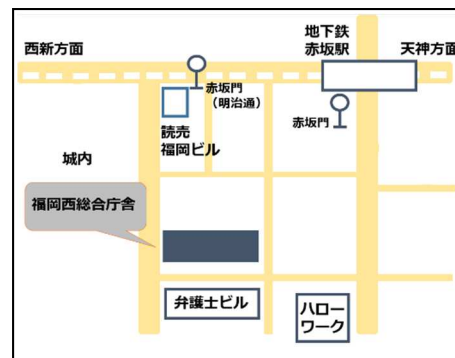 西新方面
地下鉄
赤坂駅
天神方面
赤坂門
（明治通）
赤坂門
読売
福岡ビル
城内
福岡西総合庁舎
弁護士ビル
ハロー
ワーク